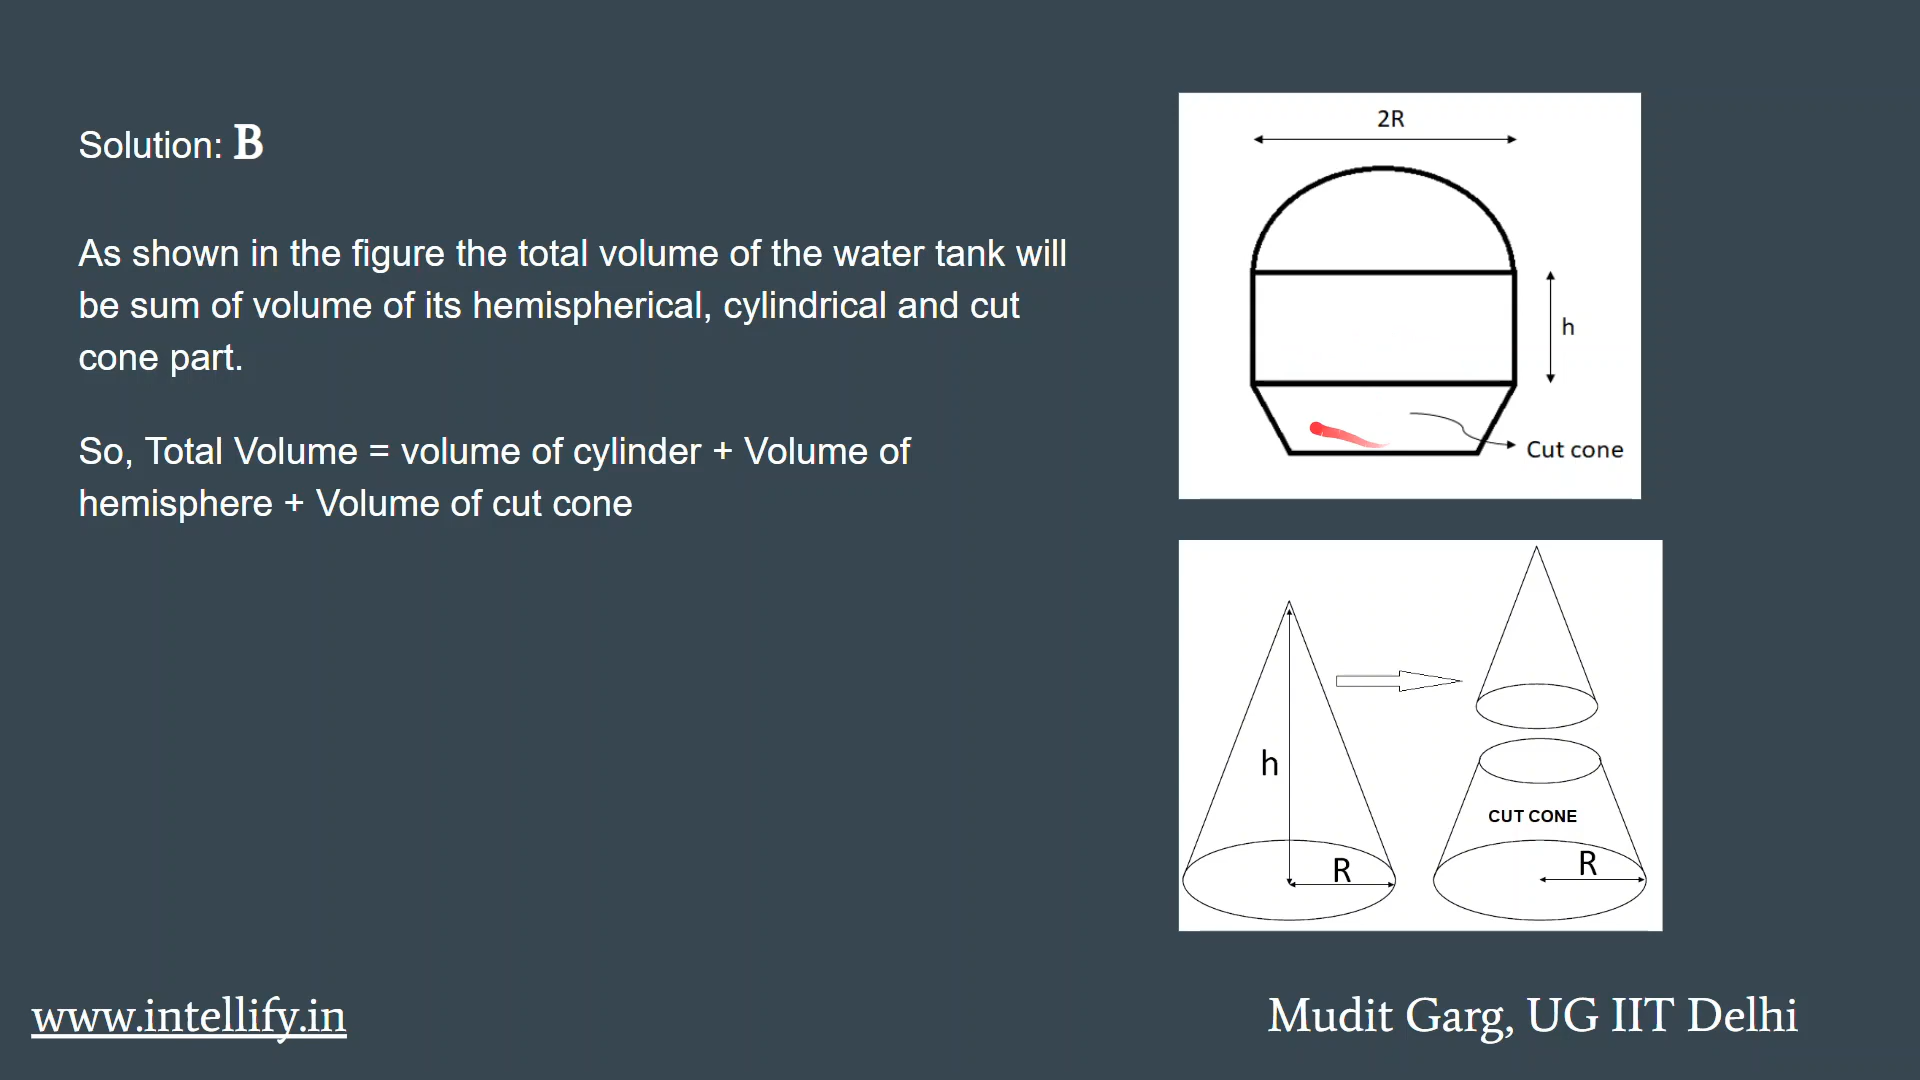 Solution: B
As shown in the figure the total volume of the water tank will
be sum of volume of its hemispherical, cylindrical and cut
cone part.
So, Total Volume = volume of cylinder + Volume of
hemisphere + Volume of cut cone
2R
h
Cut cone
h
R
CUT CONE
R
www.intellify.in
Mudit Garg, UG IIT Delhi